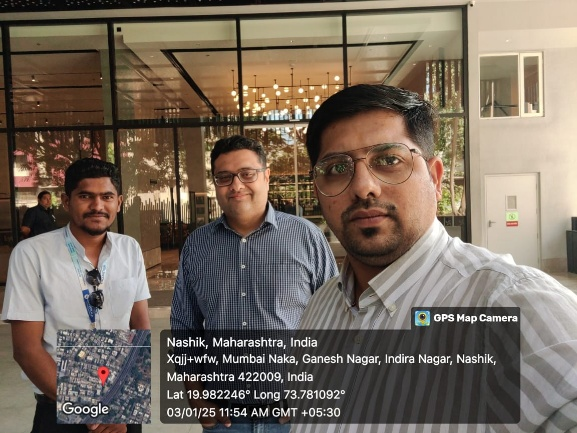 GPS Map Camera
Nashik, Maharashtra, India
Xqjj+wfw, Mumbai Naka, Ganesh Nagar, Indira Nagar, Nashik,
Maharashtra 422009, India
Lat 19.982246° Long 73.781092°
03/01/25 11:54 AM GMT +05:30
Google